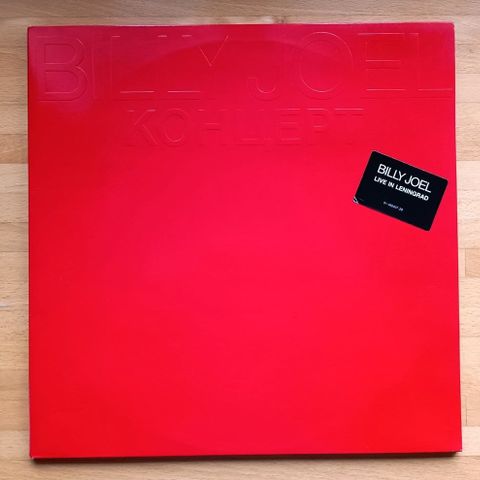 BILLY JOEL
КОНЦЕРТ
BILLY JOEL
LIVE IN LENINGRAD